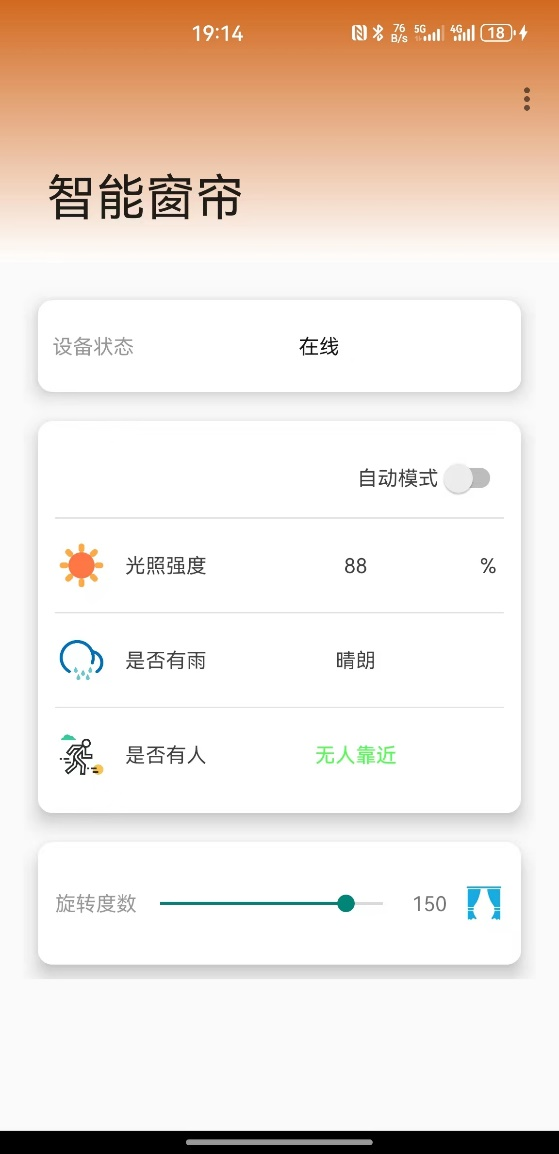 19:14 76 B/s 5G 4G 18
智能窗帘
设备状态 在线
自动模式
光照强度 88 %
是否有雨 晴朗
是否有人 无人靠近
旋转度数 150